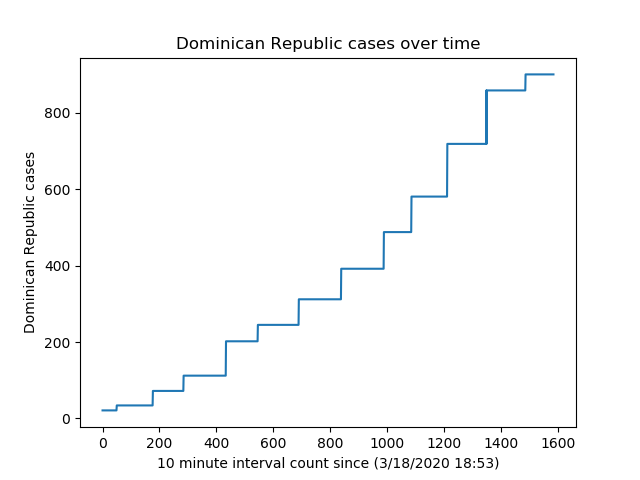 Dominican Republic cases over time
Dominican Republic cases
800
600
400
200
0
0 200 400 600 800 1000 1200 1400 1600
10 minute interval count since (3/18/2020 18:53)